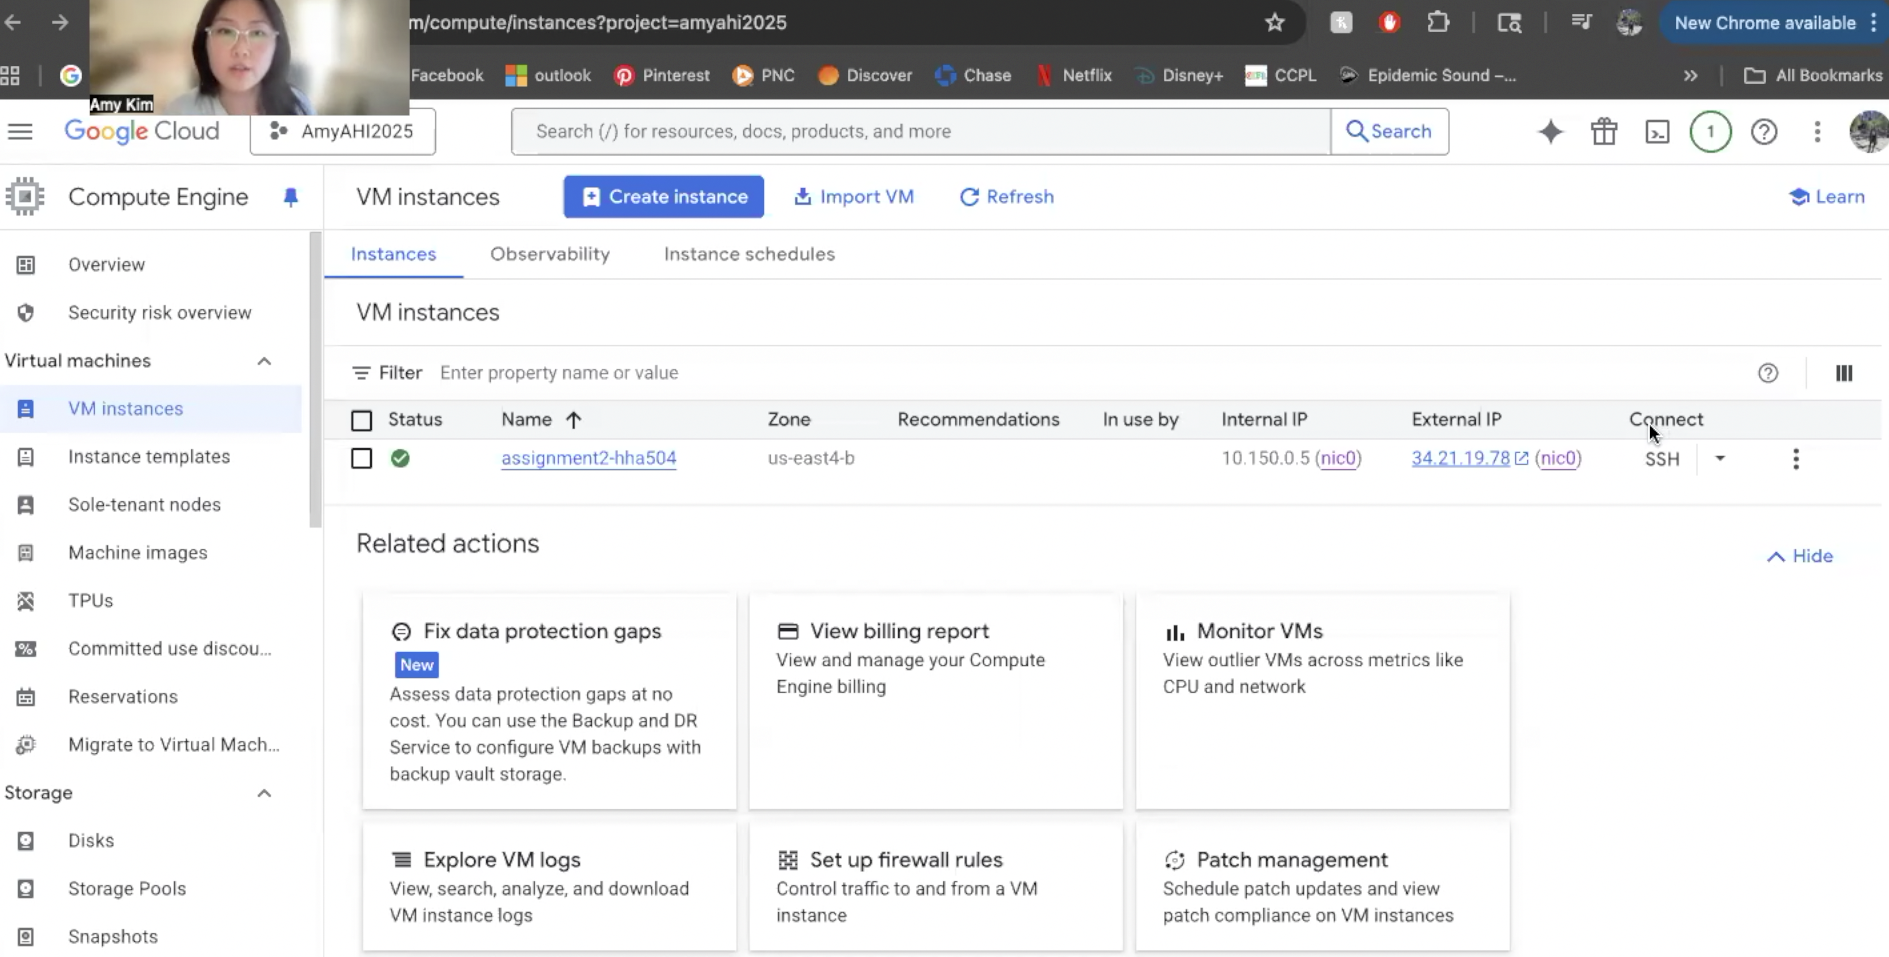 m/compute/instances?project=amyahi2025
New Chrome available
Facebook outlook Pinterest PNC Discover Chase Netflix Disney+ CCPL Epidemic Sound –... » All Bookmarks
Amy Kim
Google Cloud AmyAHI2025 Search (/) for resources, docs, products, and more Search 1
Compute Engine
VM instances Create instance Import VM Refresh Learn
Instances Observability Instance schedules
Overview
Security risk overview
Virtual machines
VM instances
Instance templates
Sole-tenant nodes
Machine images
TPUs
Committed use discou...
Reservations
Migrate to Virtual Mach...
Storage
Disks
Storage Pools
Snapshots
VM instances
Filter Enter property name or value
Status Name Zone Recommendations In use by Internal IP External IP Connect
assignment2-hha504 us-east4-b 10.150.0.5 (nic0) 34.21.19.78 (nic0) SSH
Related actions
Hide
Fix data protection gaps
New
Assess data protection gaps at no
cost. You can use the Backup and DR
Service to configure VM backups with
backup vault storage.
View billing report
View and manage your Compute
Engine billing
Monitor VMs
View outlier VMs across metrics like
CPU and network
Explore VM logs
View, search, analyze, and download
VM instance logs
Set up firewall rules
Control traffic to and from a VM
instance
Patch management
Schedule patch updates and view
patch compliance on VM instances